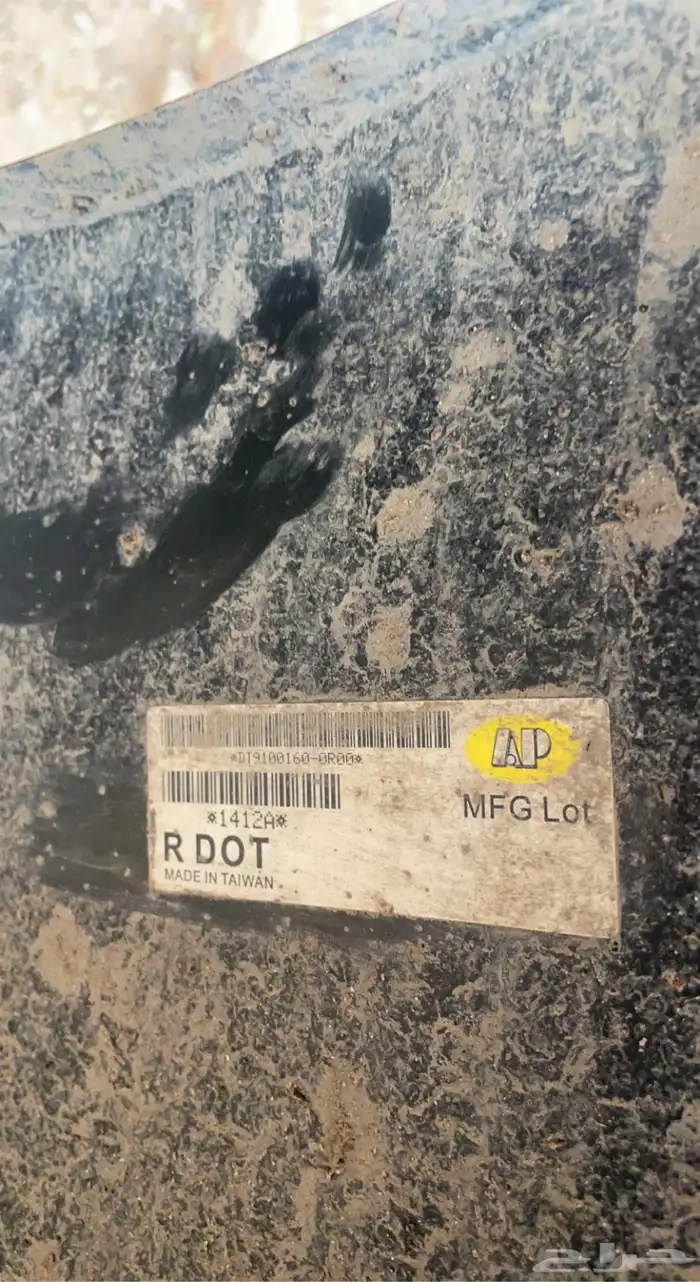 *DT9100160-0R00*
AP
*1412A*
MFG Lot
R DOT
MADE IN TAIWAN
حراج